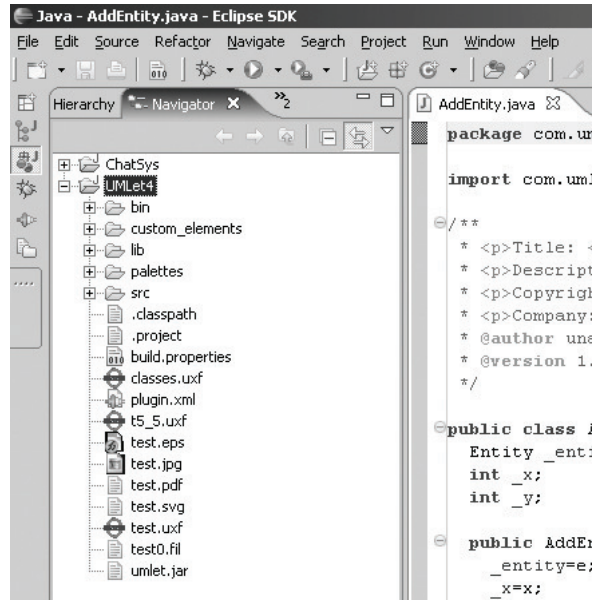 Java - AddEntity.java - Eclipse SDK
File Edit Source Refactor Navigate Search Project Run Window Help
Hierarchy Navigator 2
AddEntity.java
ChatSys
UMLet4
bin
custom_elements
lib
palettes
src
.classpath
.project
build.properties
classes.uxf
plugin.xml
t5_5.uxf
test.eps
test.jpg
test.pdf
test.svg
test.uxf
test0.fil
umlet.jar
package com.um
import com.uml
/**
* <p>Title: <
* <p>Descript
* <p>Copyrigh
* <p>Company:
* @author una
* @version 1.
*/
public class A
Entity _enti
int _x;
int _y;
public AddEn
_entity=e;
_x=x;